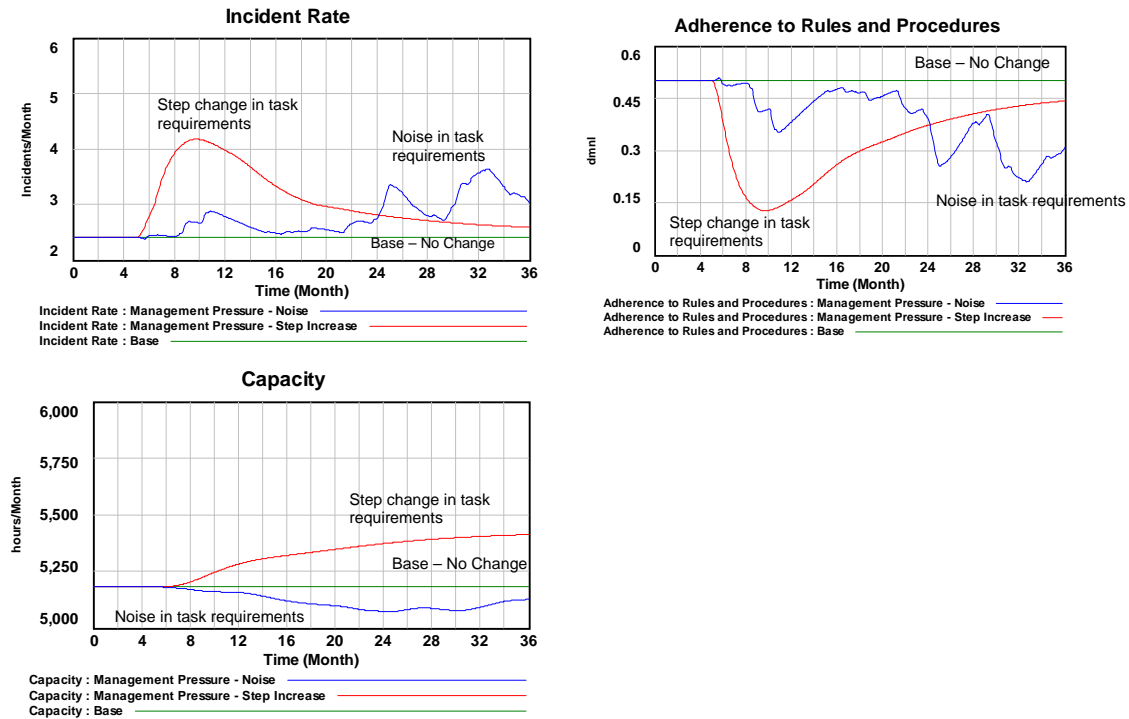 Incident Rate
6
5
4
3
2
Incidents/Month
Step change in task
requirements
Noise in task
requirements
Base – No Change
0 4 8 12 16 20 24 28 32 36
Time (Month)
Incident Rate : Management Pressure - Noise
Incident Rate : Management Pressure - Step Increase
Incident Rate : Base
Adherence to Rules and Procedures
0.6
0.45
0.3
0.15
0
dmnl
Base – No Change
Noise in task requirements
Step change in task
requirements
0 4 8 12 16 20 24 28 32 36
Time (Month)
Adherence to Rules and Procedures : Management Pressure - Noise
Adherence to Rules and Procedures : Management Pressure - Step Increase
Adherence to Rules and Procedures : Base
Capacity
6,000
5,750
5,500
5,250
5,000
hours/Month
Step change in task
requirements
Base – No Change
Noise in task requirements
0 4 8 12 16 20 24 28 32 36
Time (Month)
Capacity : Management Pressure - Noise
Capacity : Management Pressure - Step Increase
Capacity : Base